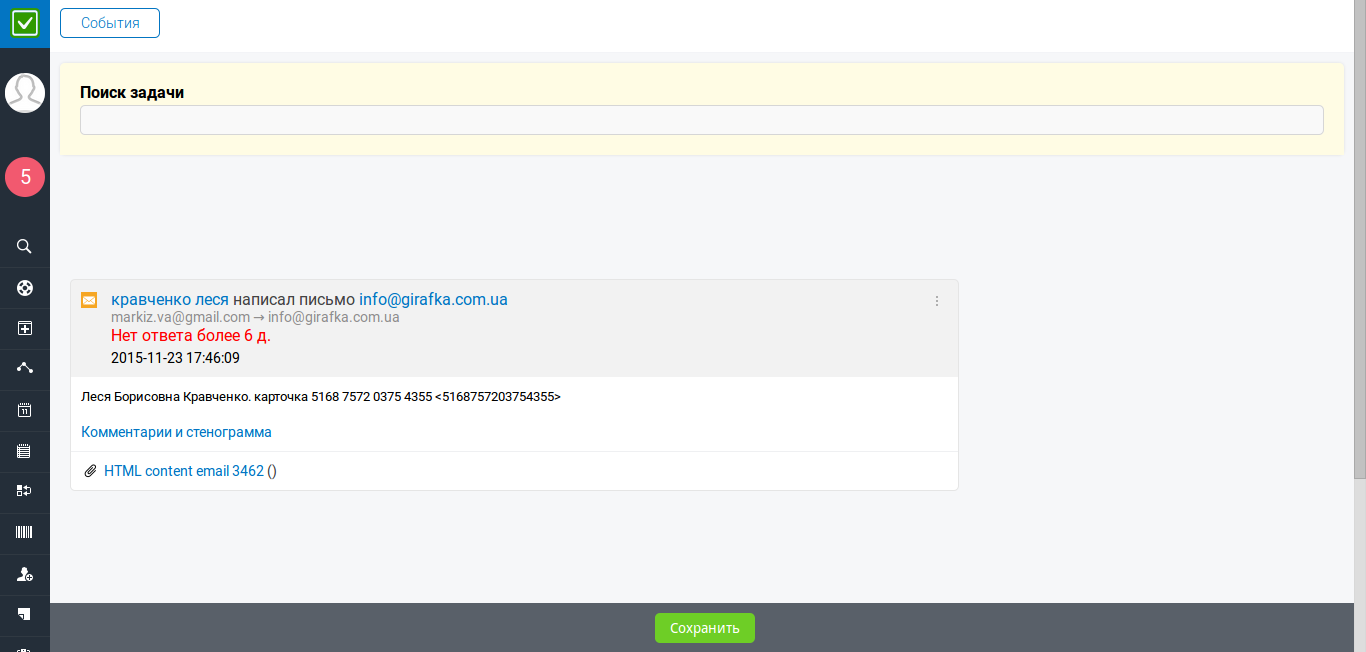 События
Поиск задачи
5
кравченко леся написал письмо info@girafka.com.ua
markiz.va@gmail.com → info@girafka.com.ua
Нет ответа более 6 д.
2015-11-23 17:46:09
Леся Борисовна Кравченко. карточка 5168 7572 0375 4355 <5168757203754355>
Комментарии и стенограмма
11
HTML content email 3462 ()
Сохранить